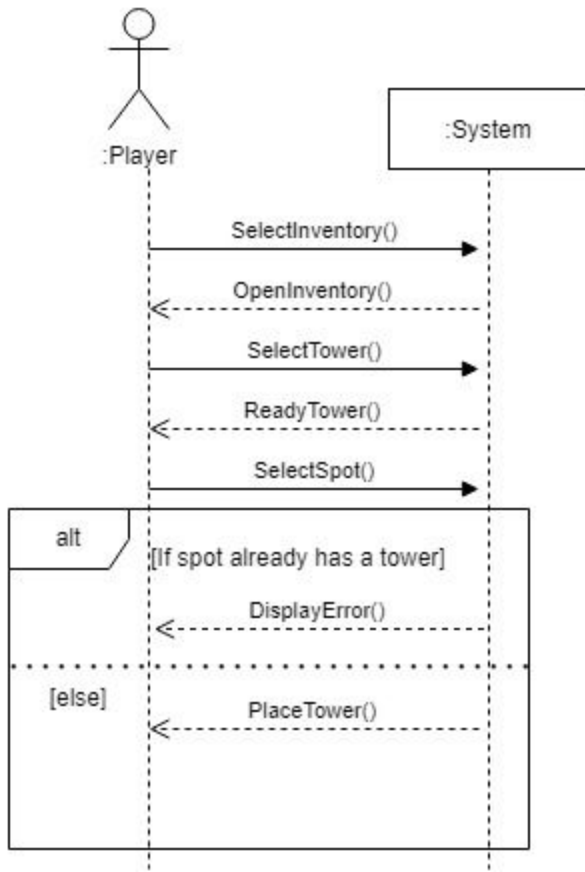 :Player
:System
SelectInventory()
OpenInventory()
SelectTower()
ReadyTower()
SelectSpot()
alt
[If spot already has a tower]
DisplayError()
[else]
PlaceTower()